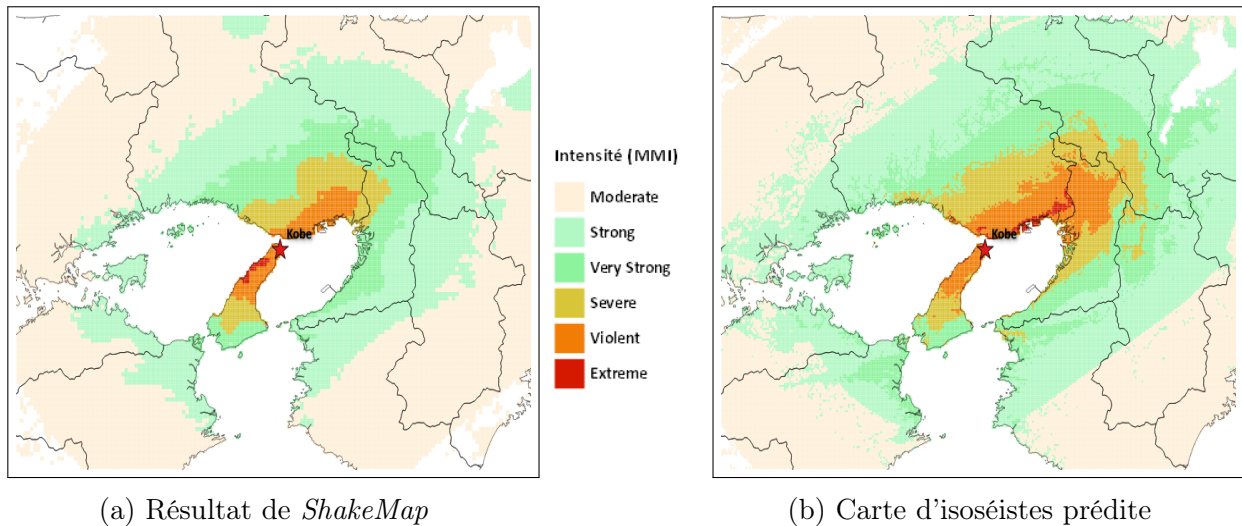 Kobe
Intensité (MMI)
Moderate
Strong
Very Strong
Severe
Violent
Extreme
Kobe
(a) Résultat de ShakeMap
(b) Carte d'isoséistes prédite